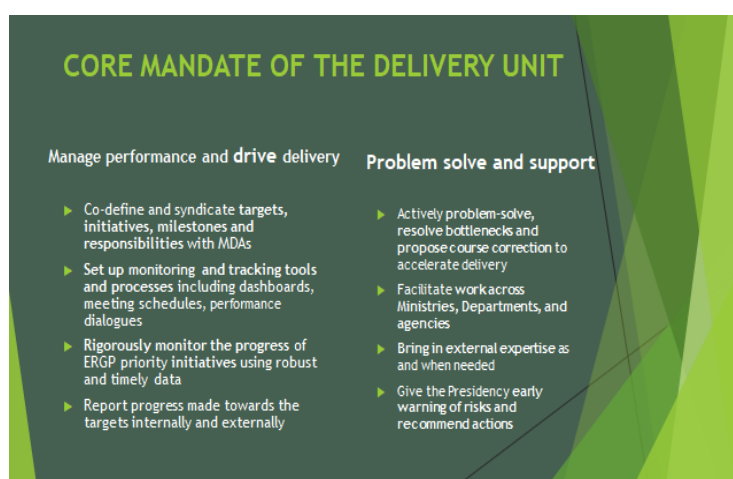 CORE MANDATE OF THE DELIVERY UNIT
Manage performance and drive delivery
Co-define and syndicate targets,
initiatives, milestones and
responsibilities with MDAs
Set up monitoring and tracking tools
and processes including dashboards,
meeting schedules, performance
dialogues
Rigorously monitor the progress of
ERGP priority initiatives using robust
and timely data
Report progress made towards the
targets internally and externally
Problem solve and support
Actively problem-solve,
resolve bottlenecks and
propose course correction to
accelerate delivery
Facilitate work across
Ministries, Departments, and
agencies
Bring in external expertise as
and when needed
Give the Presidency early
warning of risks and
recommend actions